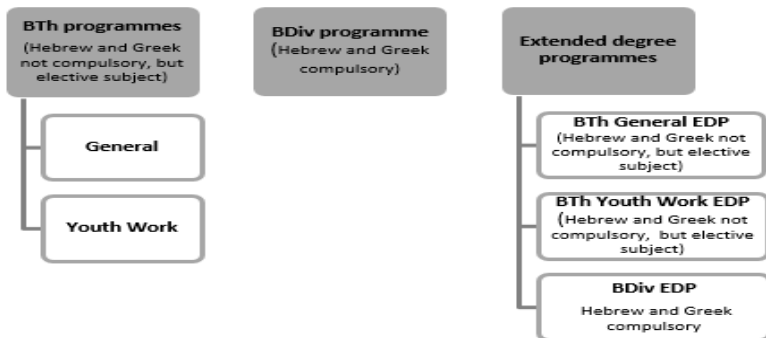 BTh programmes
(Hebrew and Greek
not compulsory, but
elective subject)
General
Youth Work
BDiv programme
(Hebrew and Greek
compulsory)
Extended degree
programmes
BTh General EDP
(Hebrew and Greek not
compulsory, but elective
subject)
BTh Youth Work EDP
(Hebrew and Greek not
compulsory, but elective
subject)
BDiv EDP
Hebrew and Greek
compulsory